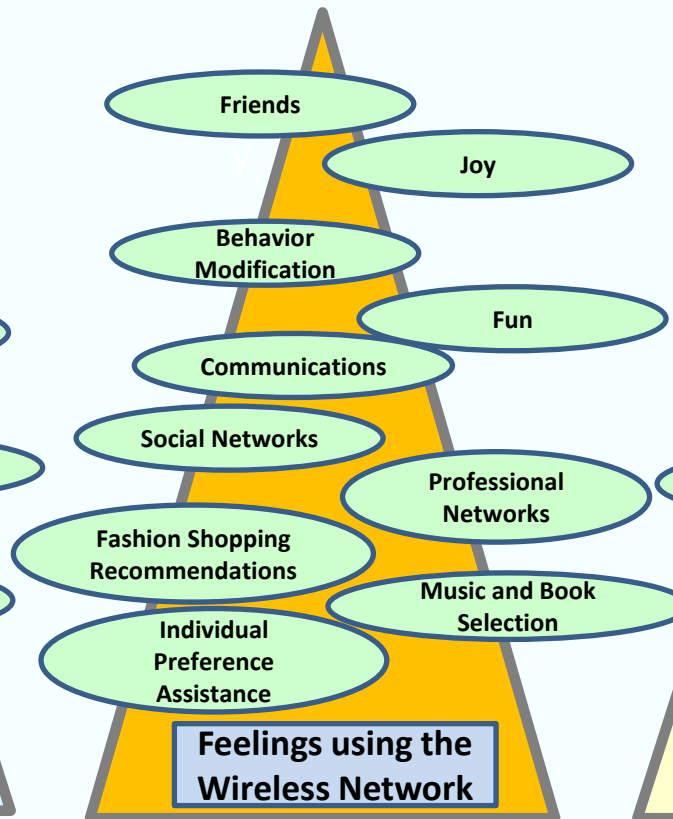 Friends
Joy
Behavior
Modification
Fun
Communications
Social Networks
Professional
Networks
Fashion Shopping
Recommendations
Music and Book
Selection
Individual
Preference
Assistance
Feelings using the
Wireless Network